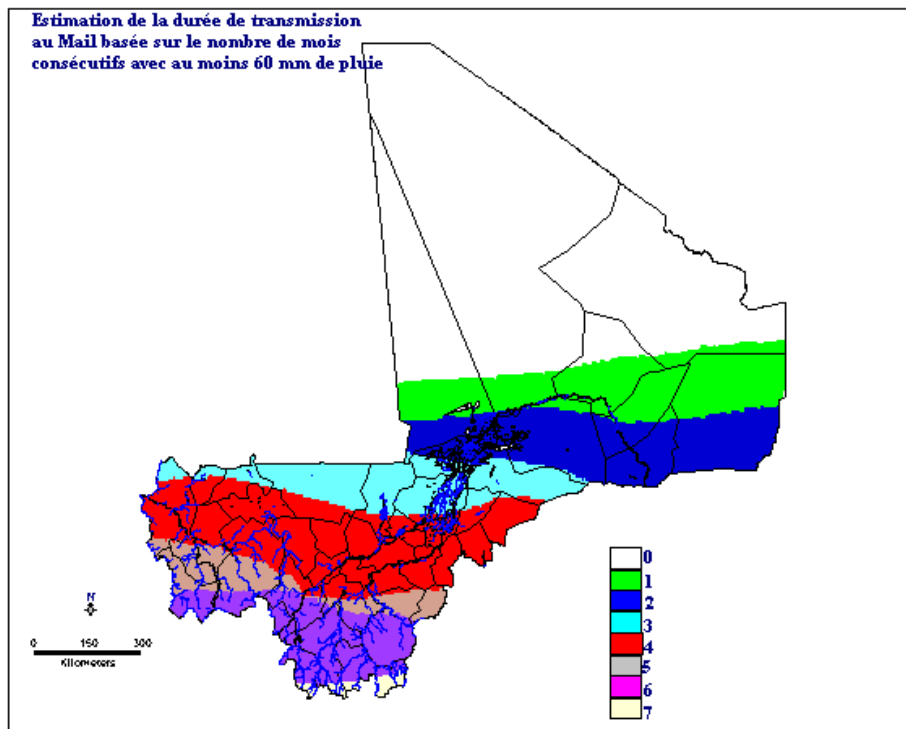 Estimation de la durée de transmission
au Mail basée sur le nombre de mois
consécutifs avec au moins 60 mm de pluie
N
0 150 300
Kilometers
0
1
2
3
4
5
6
7